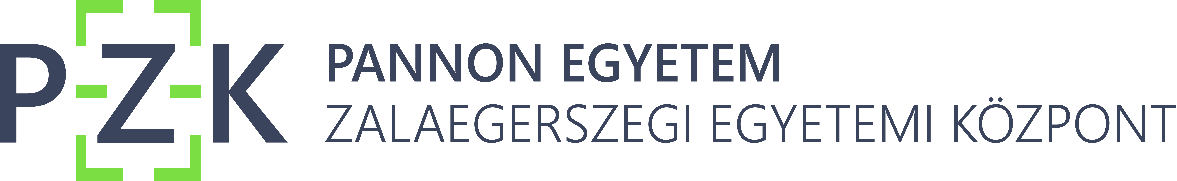 PZK
PANNON EGYETEM
ZALAEGERSZEGI EGYETEMI KÖZPONT